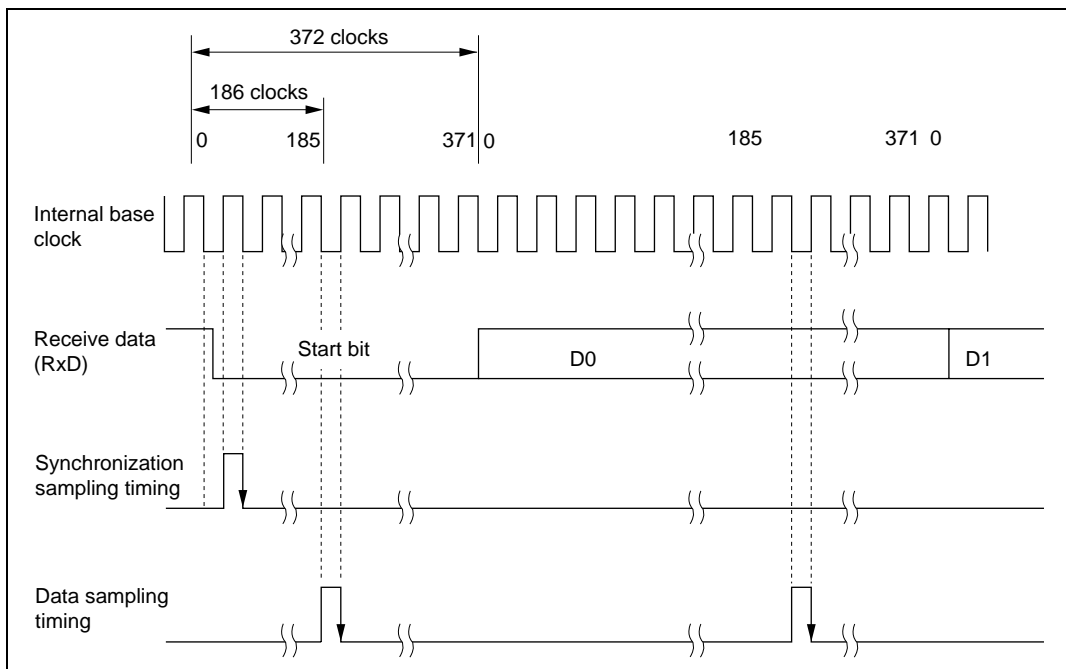 372 clocks
186 clocks
0 185 371 0 185 371 0
Internal base
clock
Receive data
(RxD)
Start bit
D0
D1
Synchronization
sampling timing
Data sampling
timing